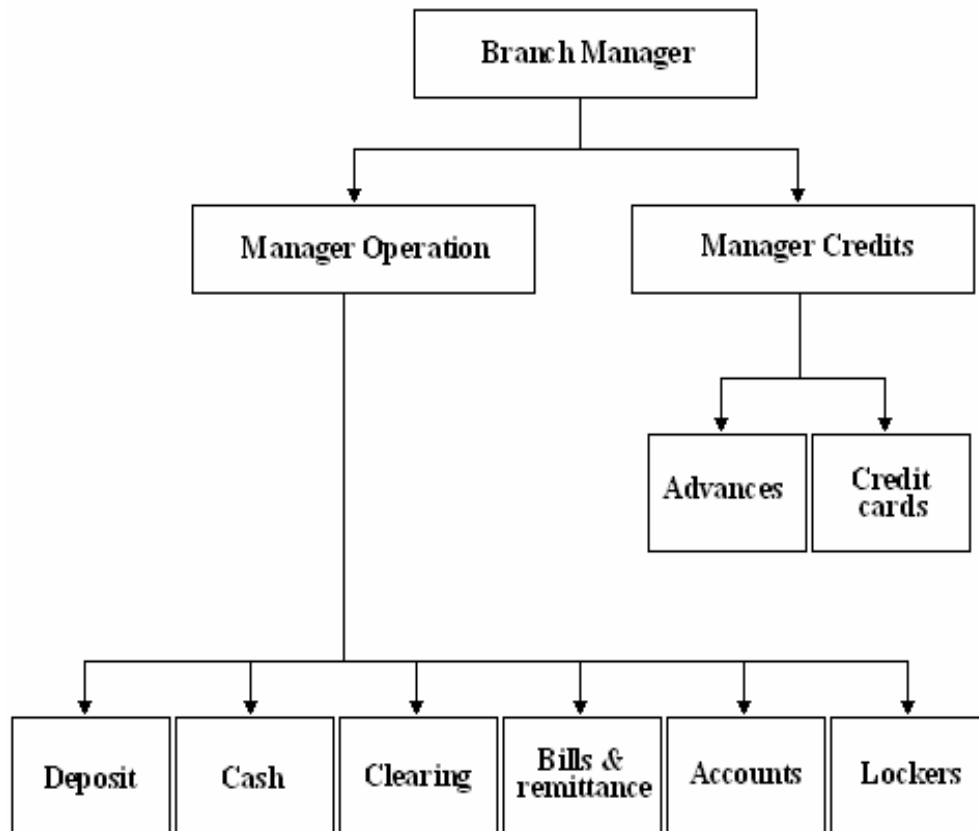 Branch Manager
Manager Operation
Manager Credits
Advances
Credit
cards
Deposit
Cash
Clearing
Bills &
remittance
Accounts
Lockers